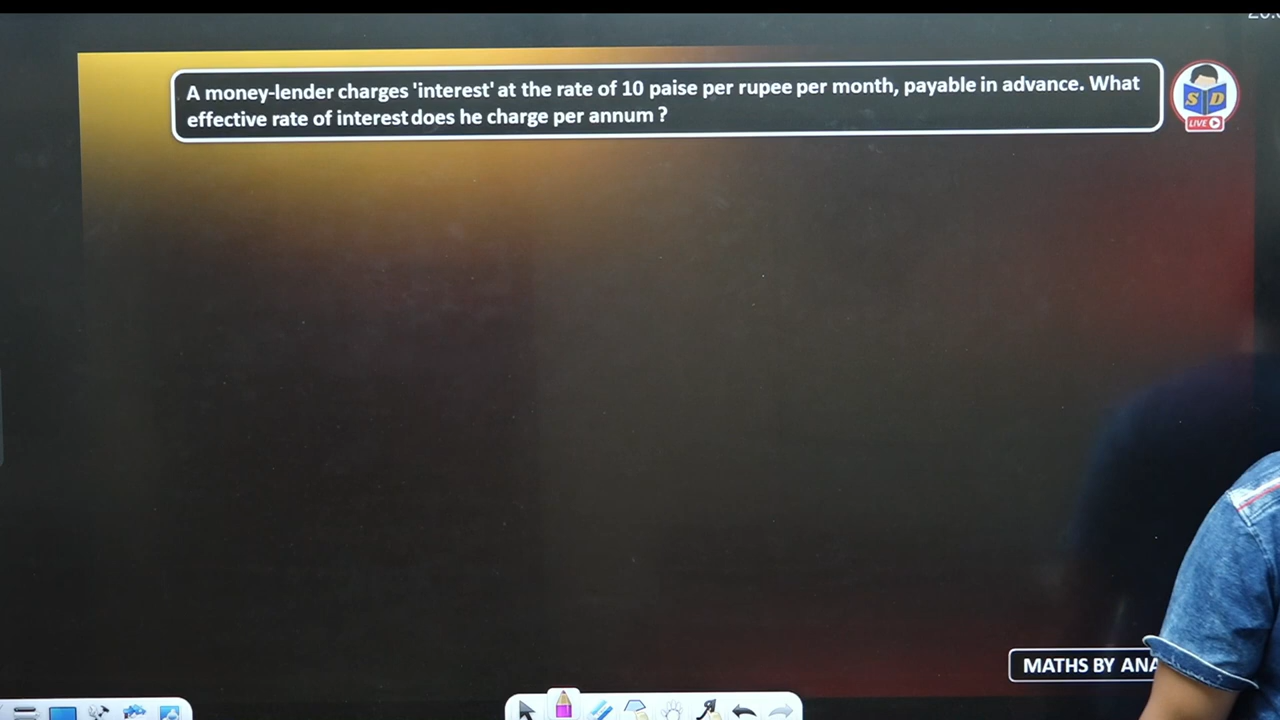 A money-lender charges 'interest' at the rate of 10 paise per rupee per month, payable in advance. What
effective rate of interest does he charge per annum ?
S D
LIVE
MATHS BY